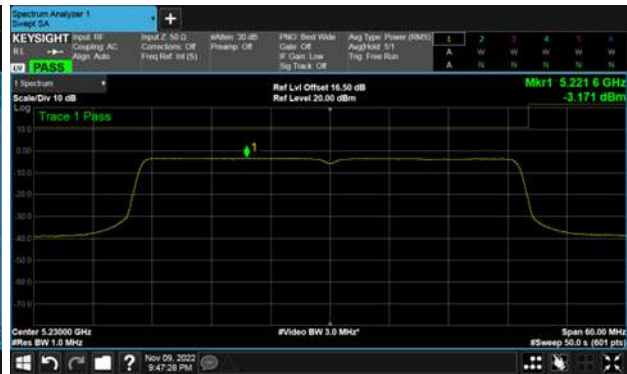 Spectrum Analyzer 1
Swept SA
+
KEYSIGHT Input: RF Input Z: 50 Ω #Atten: 30 dB PNO: Best Wide Avg Type: Power (RMS) 1 2 3 4 5 6
RL Coupling: AC Corrections: Off Preamp: Off Gate: Off Avg|Hold: 1/1 A W W W W W
Align: Auto Freq Ref: Int (S) IF Gain: Low Trig: Free Run A N N N N N
LV PASS Sig Track: Off
1 Spectrum Ref Lvl Offset 16.50 dB Mkr1 5.221 6 GHz
Scale/Div 10 dB Ref Level 20.00 dBm -3.171 dBm
Log
Trace 1 Pass
10.0
0.00
1
-10.0
-20.0
-30.0
-40.0
-50.0
-60.0
-70.0
Center 5.23000 GHz #Video BW 3.0 MHz* Span 60.00 MHz
#Res BW 1.0 MHz #Sweep 50.0 s (601 pts)
? Nov 09, 2022
9:47:28 PM